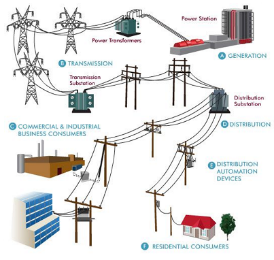 Power Station
Power Transformers
A GENERATION
B TRANSMISSION
Transmission
Substation
Distribution
Substation
C COMMERCIAL & INDUSTRIAL
BUSINESS CONSUMERS
D DISTRIBUTION
E DISTRIBUTION
AUTOMATION
DEVICES
F RESIDENTIAL CONSUMERS